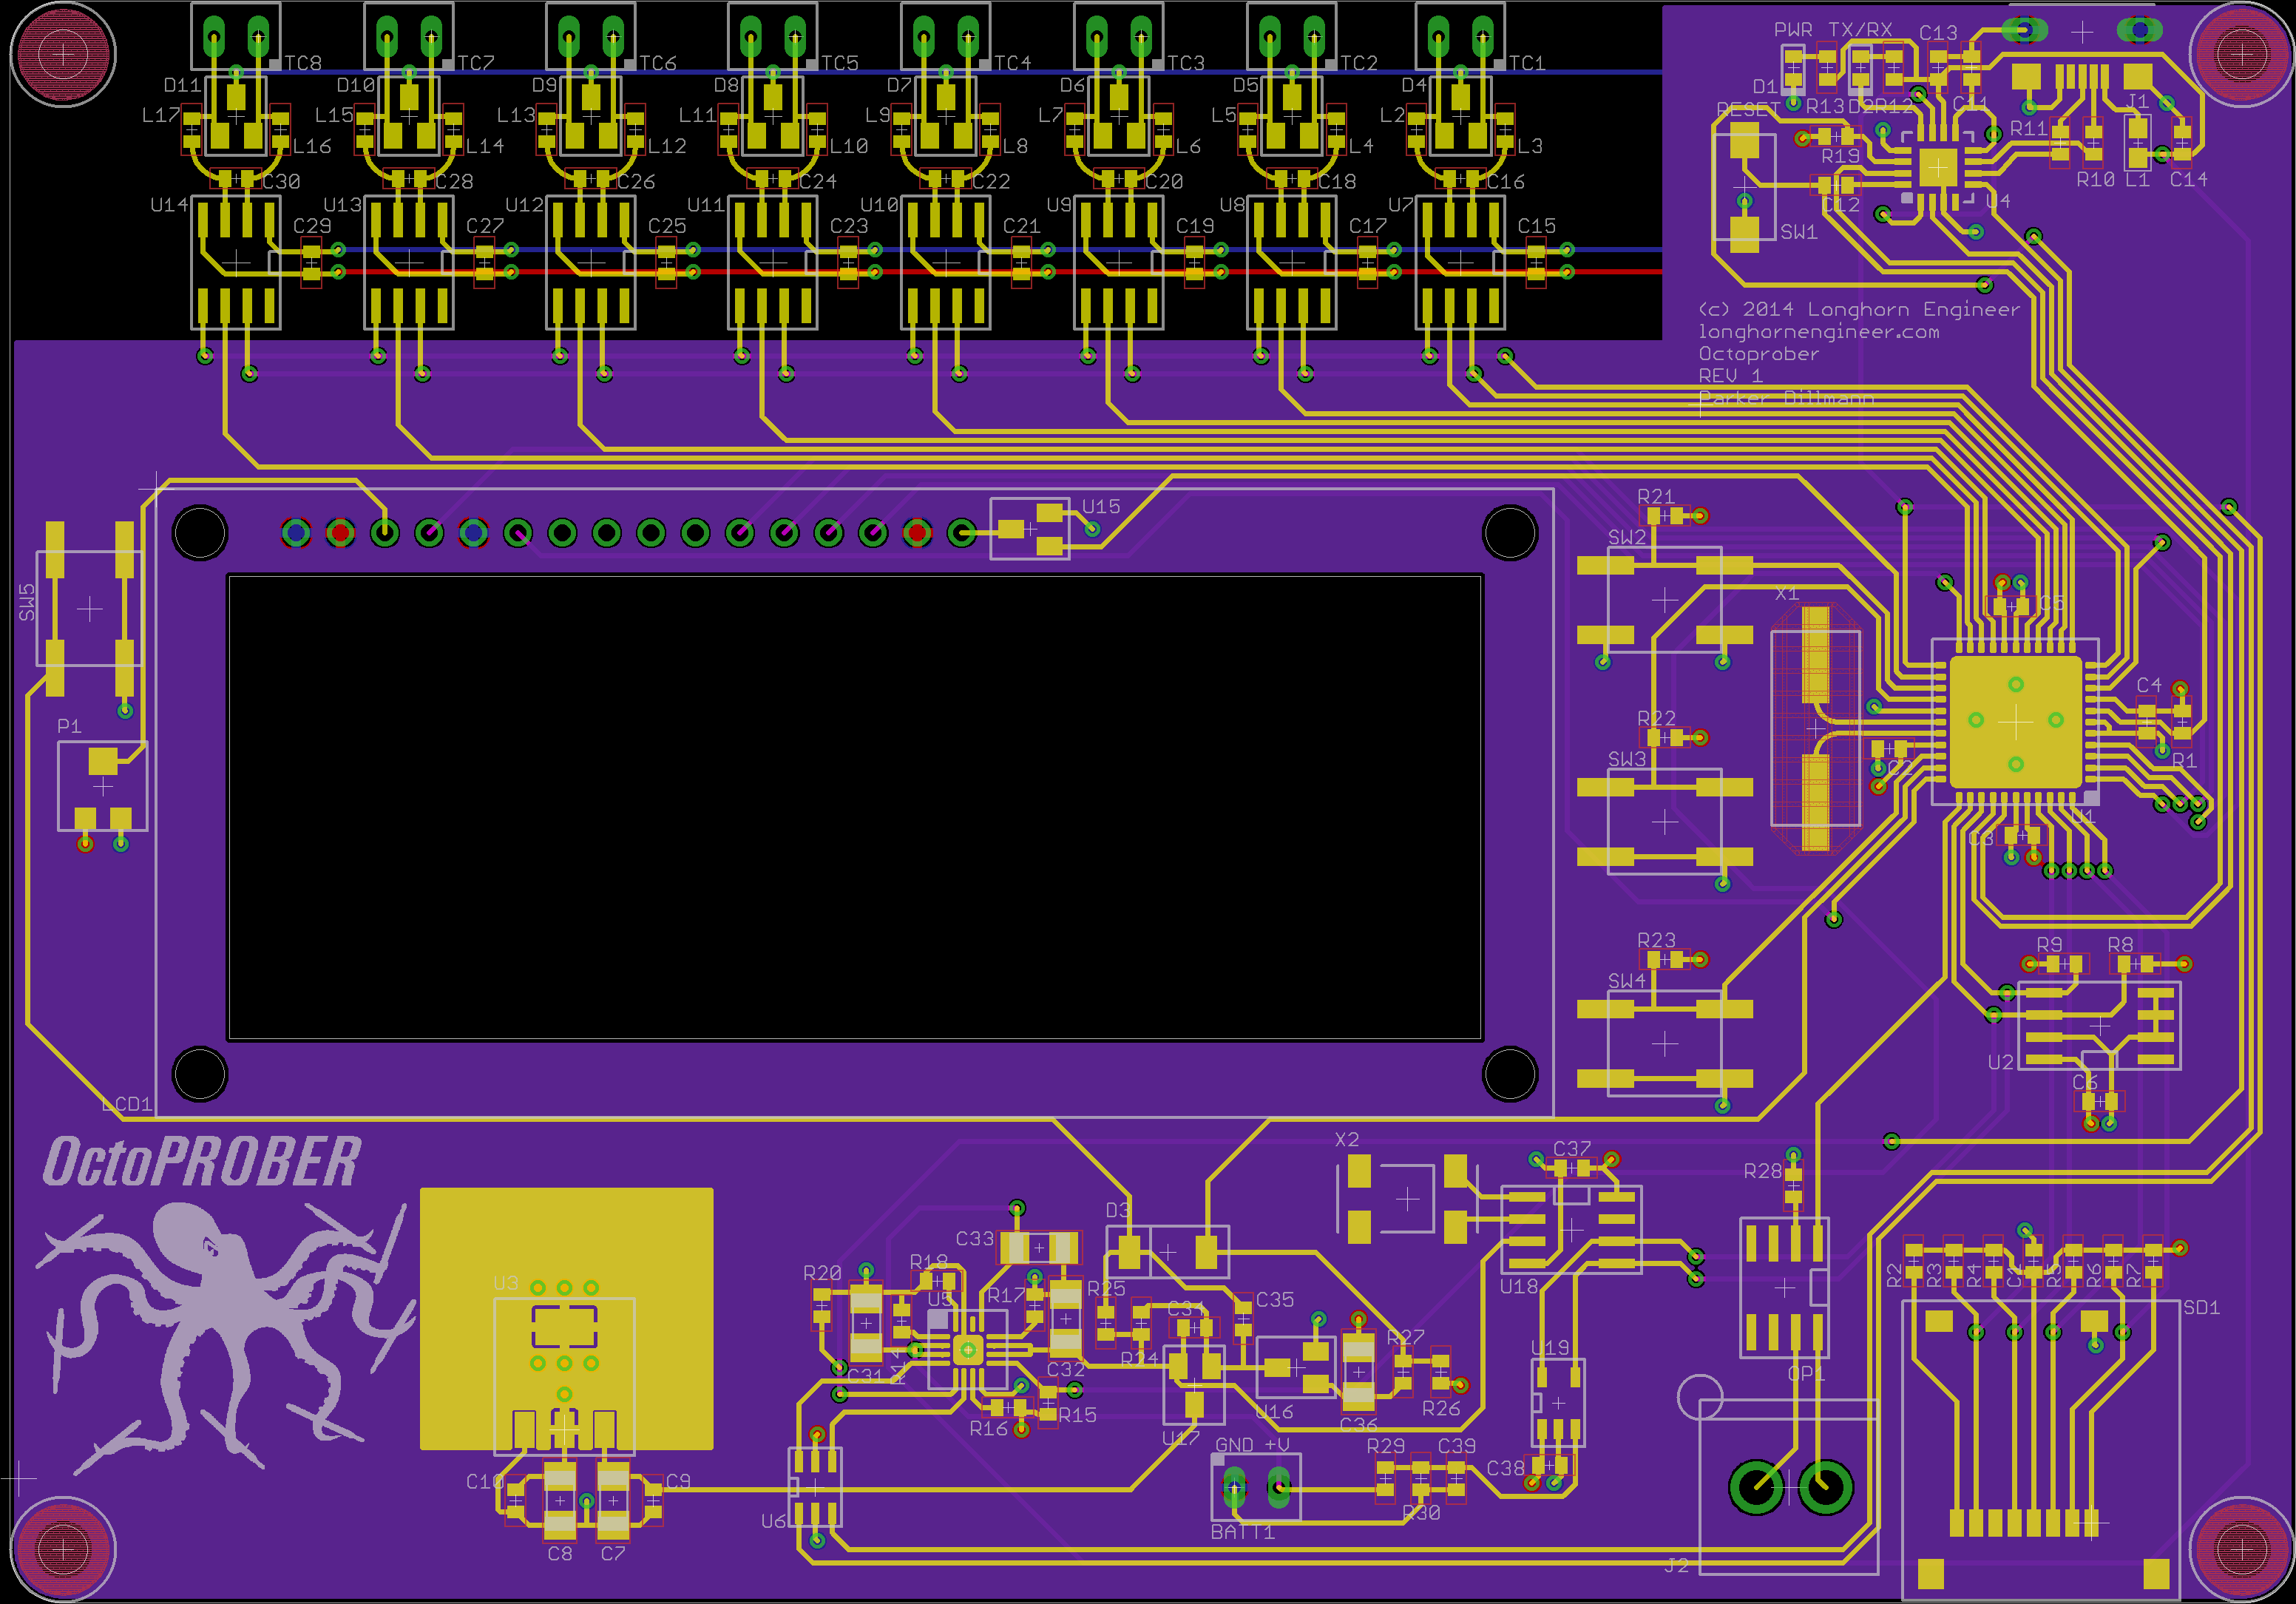 TC8 TC7 TC6 TC5 TC4 TC3 TC2 TC1
D11 D10 D9 D8 D7 D6 D5 D4
L17 L15 L13 L11 L9 L7 L5 L2
L16 L14 L12 L10 L8 L6 L4 L3
C30 C28 C26 C24 C22 C20 C18 C16
U14 U13 U12 U11 U10 U9 U8 U7
C29 C27 C25 C23 C21 C19 C17 C15
PWR TX/RX C13
D1 J1
RESET R13 D2 R12 C11
R11
R19 R10 L1 C14
C12 U4
SW1
(c) 2014 Longhorn Engineer
longhornengineer.com
Octoprober
REV 1
Parker Dillmann
U15
R21
SW2
SW5
X1 C5
P1
C4
R22
SW3 C2 R1
U1
C3
R23 R9 R8
SW4
U2
C6
LCD1
OctoPROBER
X2 C37
R28
D3
C33
U3 R20 R18 R17 R25 U18
R2 R3 R4 C1 R5 R6 R7
U5 C34 C35 SD1
R24 R27 U19
C31 R14 C32 OP1
R16 R15 U17 U16 C36 R26
GND +V R29 C39
C10 C9 C38
U6 BATT1 R30
C8 C7 J2